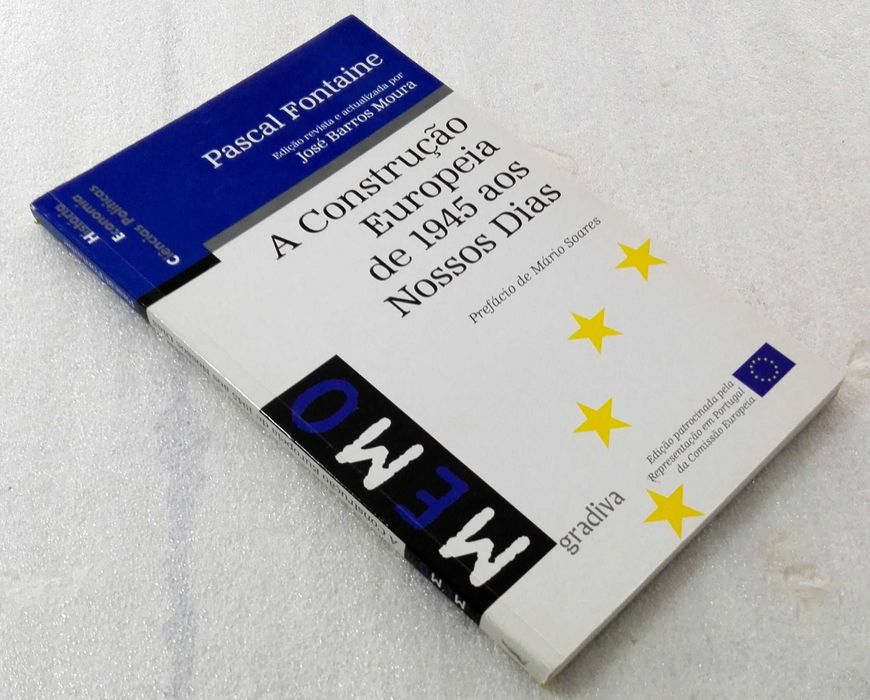 Pascal Fontaine
Edição revista e actualizada por
José Barros Moura
História
Economia
Ciências Políticas
A Construção
Europeia
de 1945 aos
Nossos Dias
Prefácio de Mário Soares
MEMO
gradiva
Edição patrocinada pela
Representação em Portugal
da Comissão Europeia